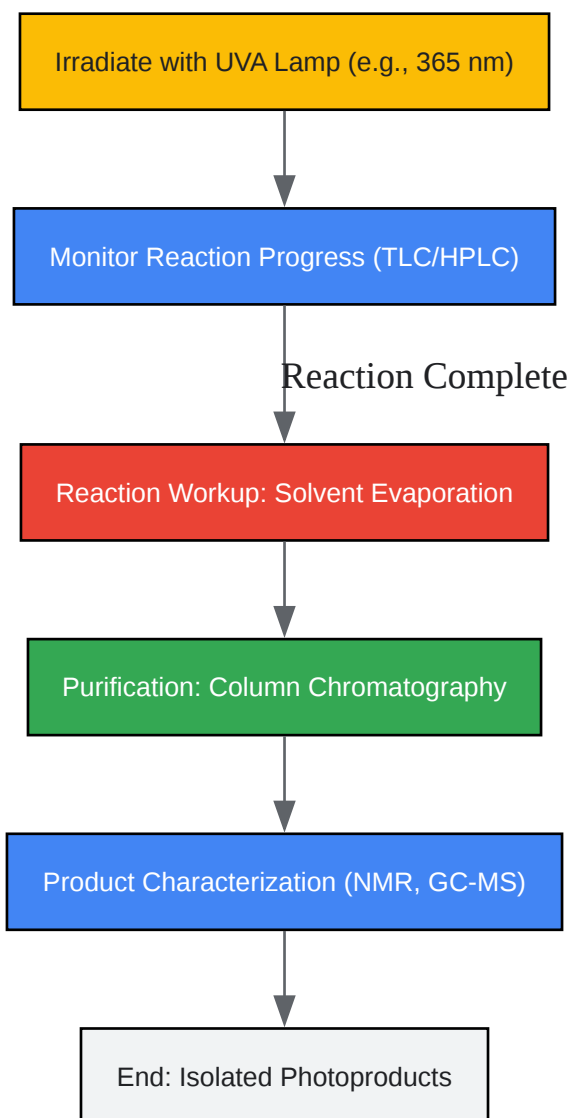 Irradiate with UVA Lamp (e.g., 365 nm)
Monitor Reaction Progress (TLC/HPLC)
Reaction Complete
Reaction Workup: Solvent Evaporation
Purification: Column Chromatography
Product Characterization (NMR, GC-MS)
End: Isolated Photoproducts